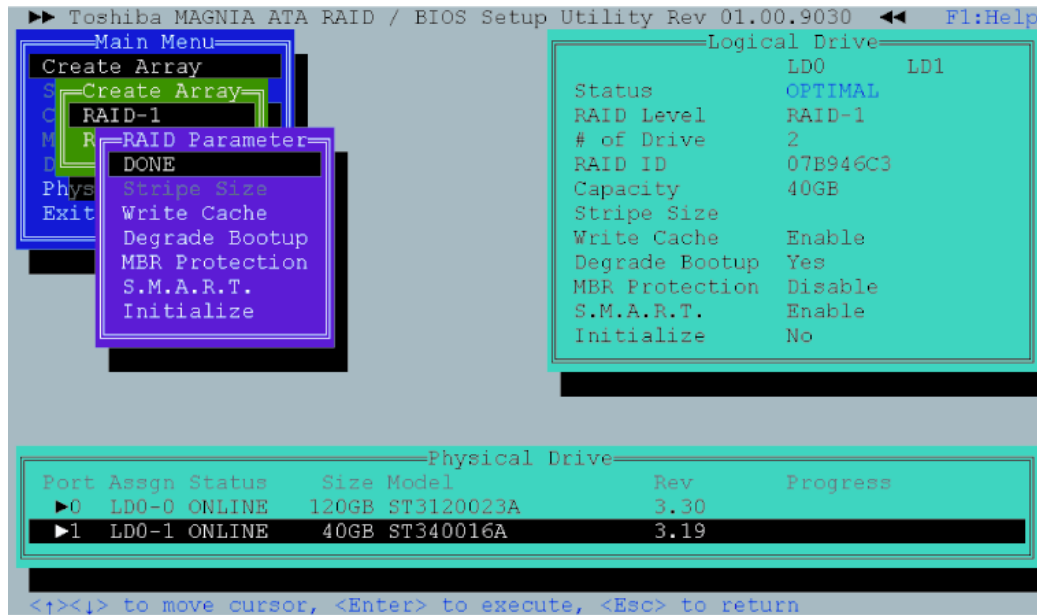 ►► Toshiba MAGNIA ATA RAID / BIOS Setup Utility Rev 01.00.9030 ◄◄ F1:Help
Main Menu
Create Array
S
C
M
D
Phys
Exit
Create Array
RAID-1
R
RAID Parameter
DONE
Stripe Size
Write Cache
Degrade Bootup
MBR Protection
S.M.A.R.T.
Initialize
Logical Drive
LD0 LD1
Status OPTIMAL
RAID Level RAID-1
# of Drive 2
RAID ID 07B946C3
Capacity 40GB
Stripe Size
Write Cache Enable
Degrade Bootup Yes
MBR Protection Disable
S.M.A.R.T. Enable
Initialize No
Physical Drive
Port Assgn Status Size Model Rev Progress
►0 LD0-0 ONLINE 120GB ST3120023A 3.30
►1 LD0-1 ONLINE 40GB ST340016A 3.19
<↑><↓> to move cursor, <Enter> to execute, <Esc> to return